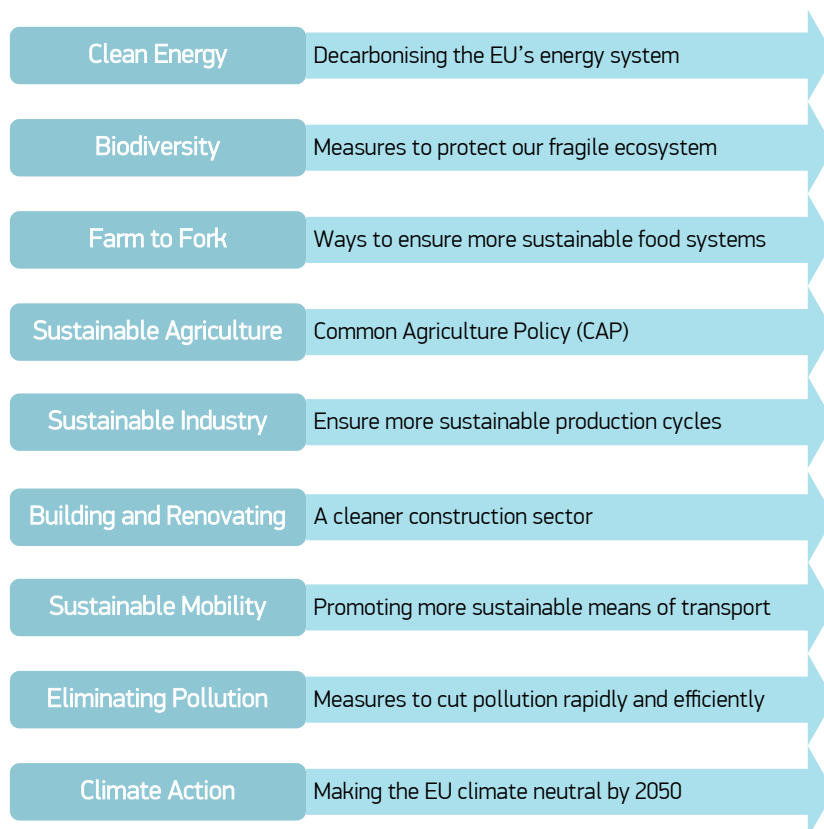 Clean Energy Decarbonising the EU's energy system
Biodiversity Measures to protect our fragile ecosystem
Farm to Fork Ways to ensure more sustainable food systems
Sustainable Agriculture Common Agriculture Policy (CAP)
Sustainable Industry Ensure more sustainable production cycles
Building and Renovating A cleaner construction sector
Sustainable Mobility Promoting more sustainable means of transport
Eliminating Pollution Measures to cut pollution rapidly and efficiently
Climate Action Making the EU climate neutral by 2050